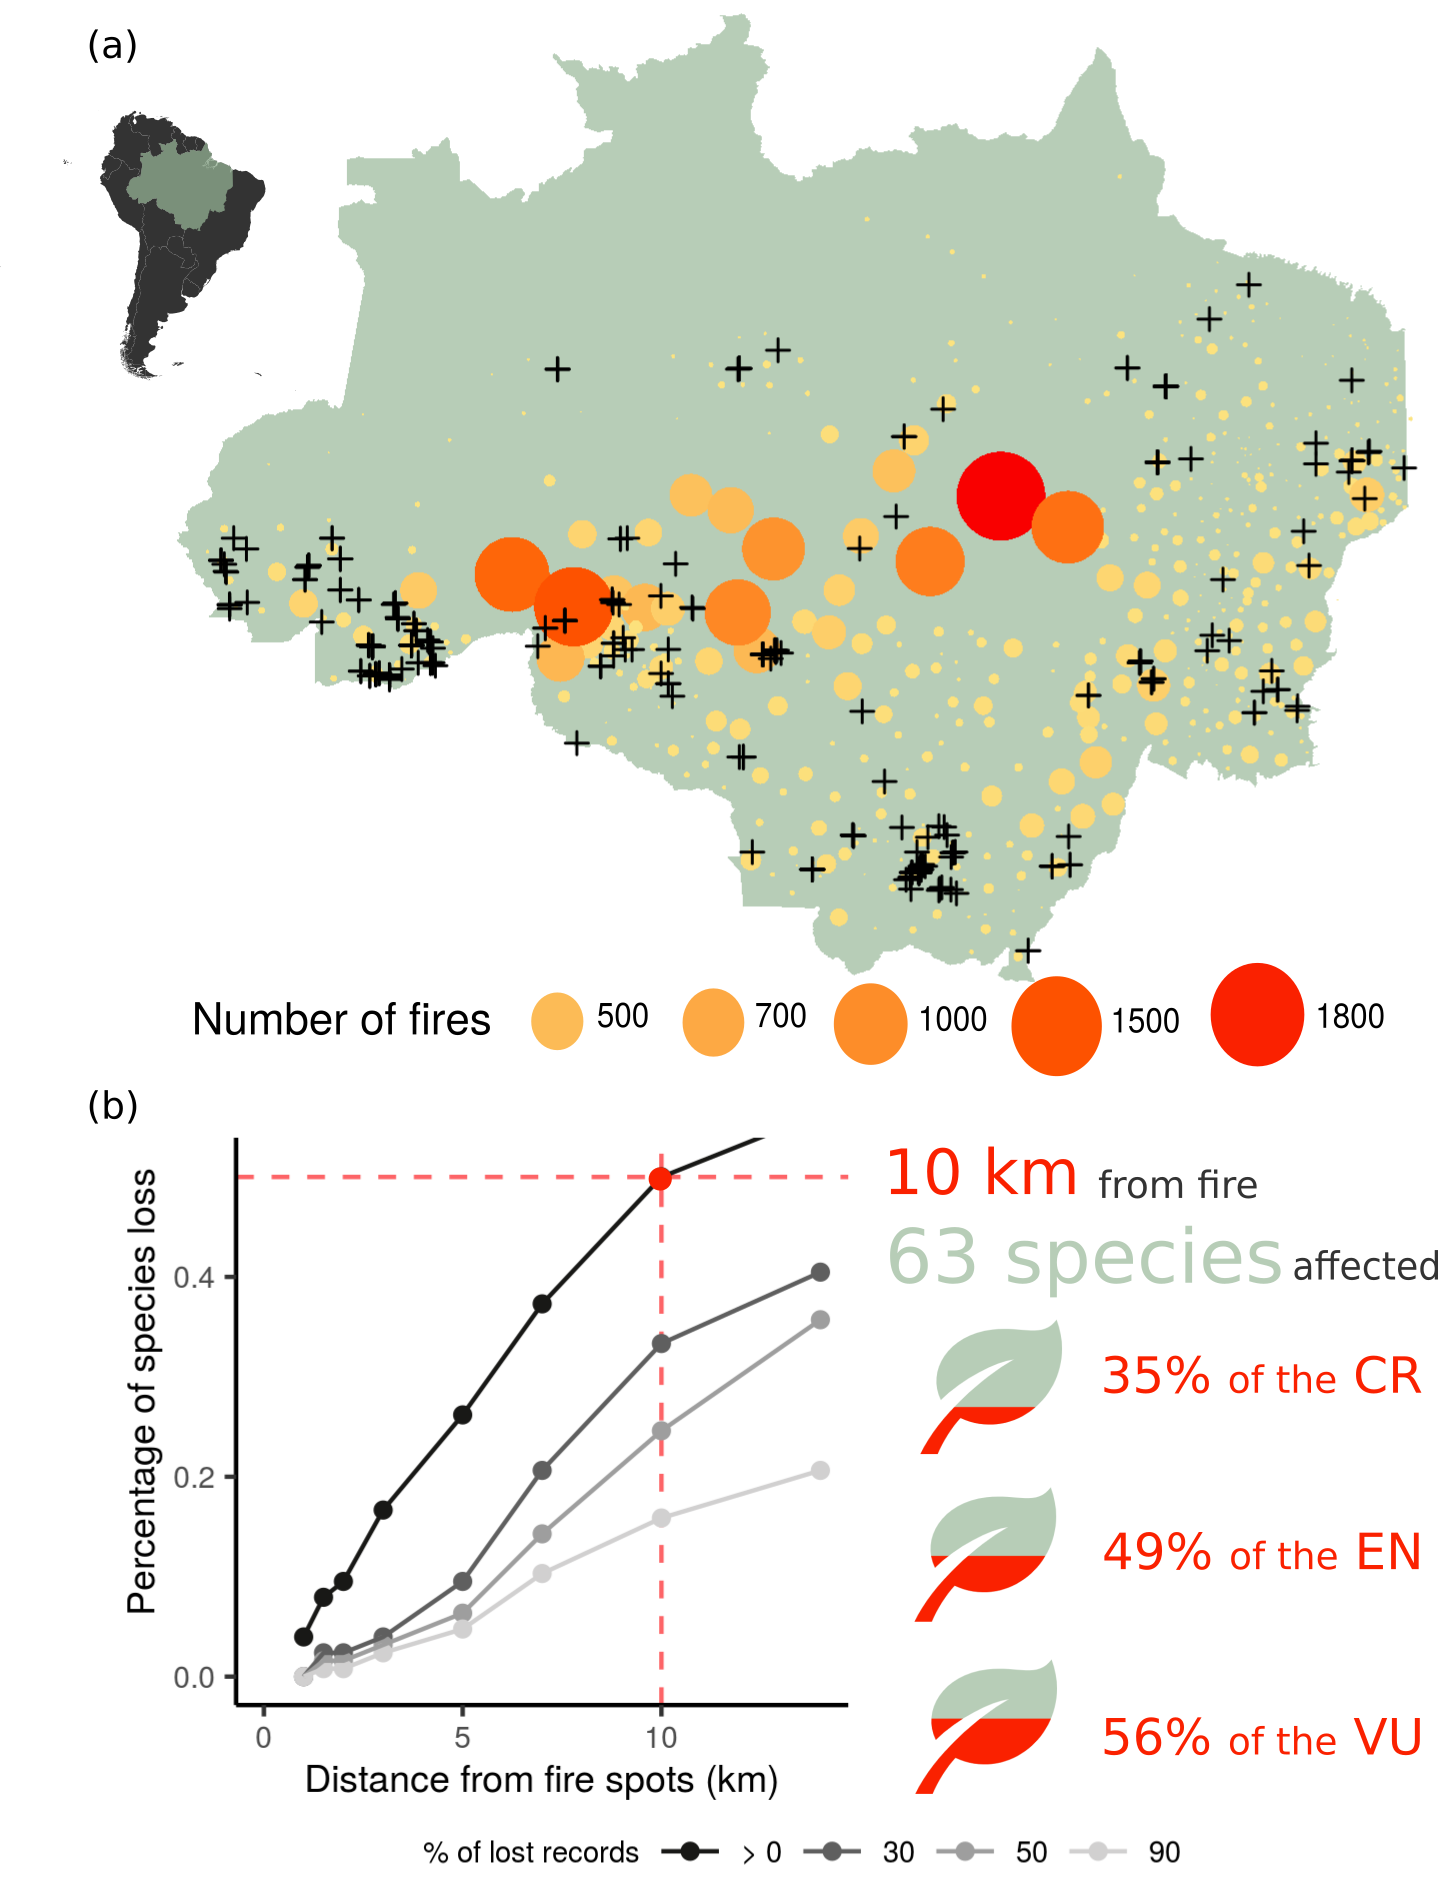 (a)
Number of fires 500 700 1000 1500 1800
(b)
Percentage of species loss
0.4
0.2
0.0
0 5 10
Distance from fire spots (km)
10 km from fire
63 species affected
35% of the CR
49% of the EN
56% of the VU
% of lost records > 0 30 50 90